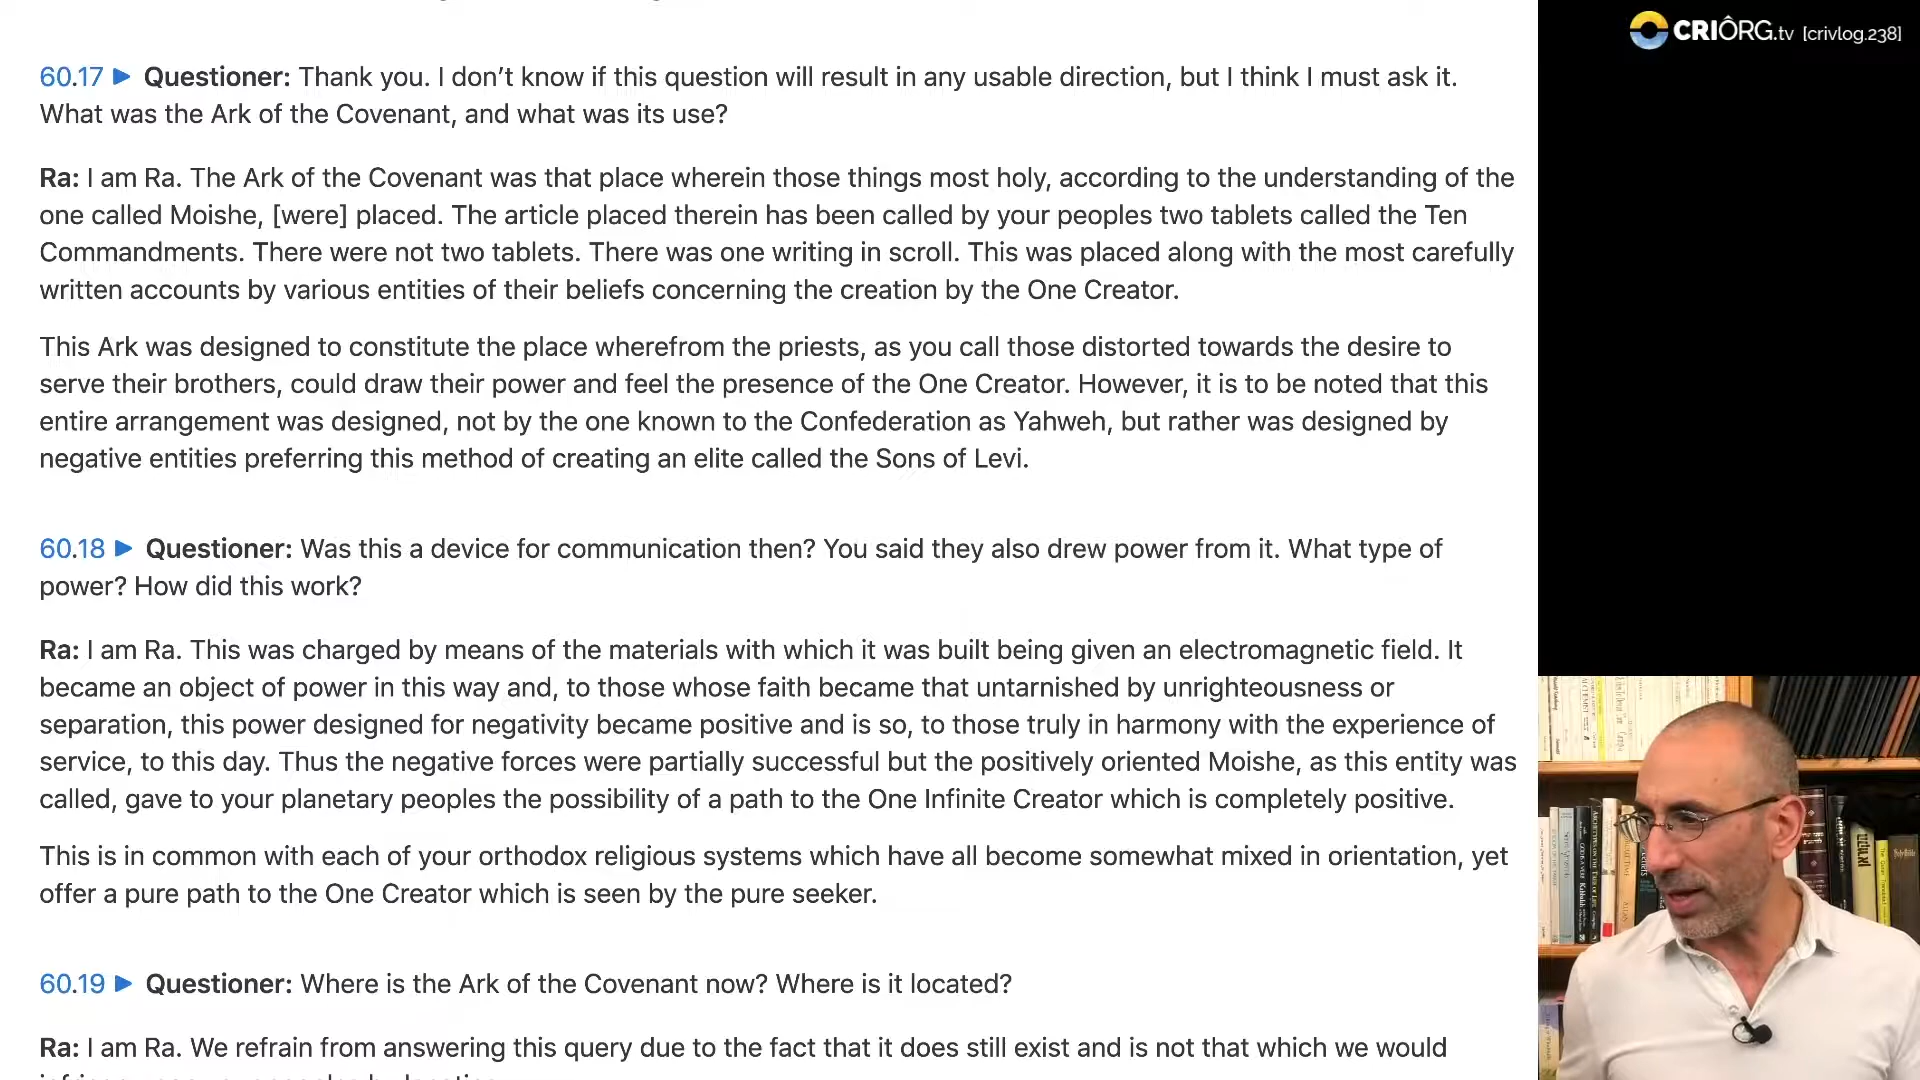 CRIÔRG.tv [crivlog.238]
60.17 ▶ Questioner: Thank you. I don’t know if this question will result in any usable direction, but I think I must ask it.
What was the Ark of the Covenant, and what was its use?
Ra: I am Ra. The Ark of the Covenant was that place wherein those things most holy, according to the understanding of the
one called Moishe, [were] placed. The article placed therein has been called by your peoples two tablets called the Ten
Commandments. There were not two tablets. There was one writing in scroll. This was placed along with the most carefully
written accounts by various entities of their beliefs concerning the creation by the One Creator.
This Ark was designed to constitute the place wherefrom the priests, as you call those distorted towards the desire to
serve their brothers, could draw their power and feel the presence of the One Creator. However, it is to be noted that this
entire arrangement was designed, not by the one known to the Confederation as Yahweh, but rather was designed by
negative entities preferring this method of creating an elite called the Sons of Levi.
60.18 ▶ Questioner: Was this a device for communication then? You said they also drew power from it. What type of
power? How did this work?
Ra: I am Ra. This was charged by means of the materials with which it was built being given an electromagnetic field. It
became an object of power in this way and, to those whose faith became that untarnished by unrighteousness or
separation, this power designed for negativity became positive and is so, to those truly in harmony with the experience of
service, to this day. Thus the negative forces were partially successful but the positively oriented Moishe, as this entity was
called, gave to your planetary peoples the possibility of a path to the One Infinite Creator which is completely positive.
This is in common with each of your orthodox religious systems which have all become somewhat mixed in orientation, yet
offer a pure path to the One Creator which is seen by the pure seeker.
60.19 ▶ Questioner: Where is the Ark of the Covenant now? Where is it located?
Ra: I am Ra. We refrain from answering this query due to the fact that it does still exist and is not that which we would